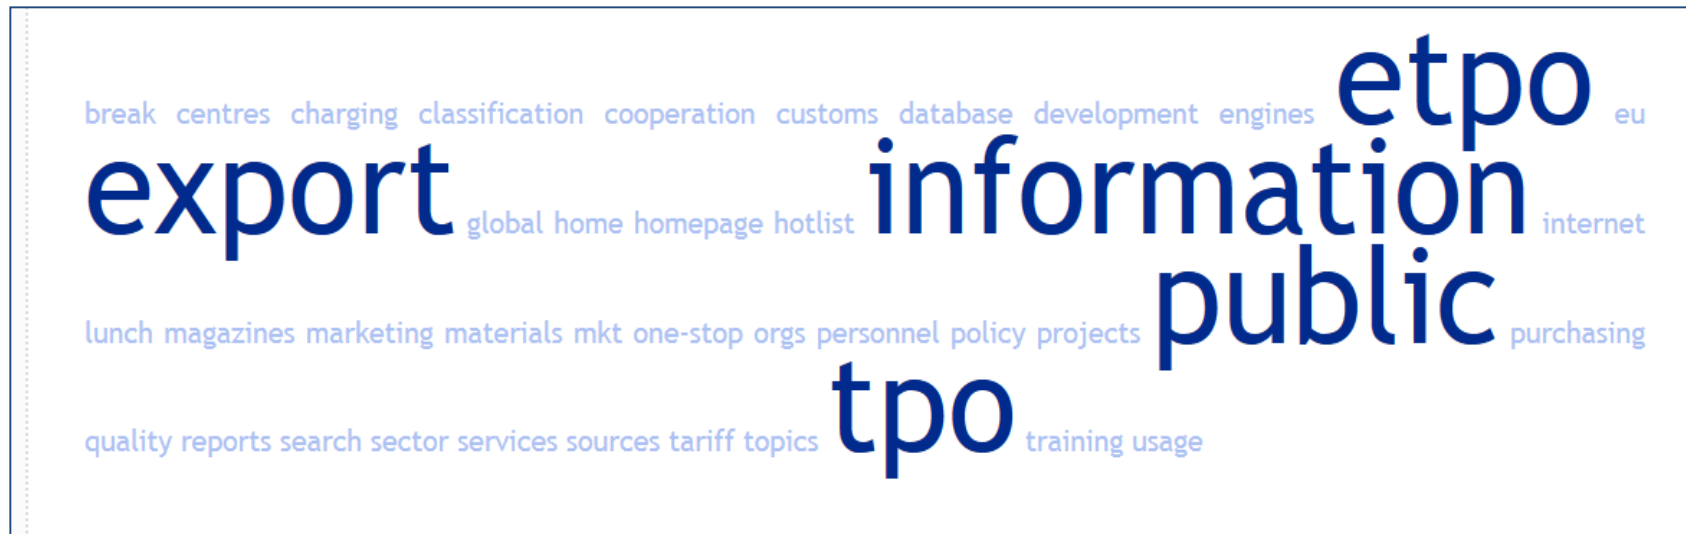 break centres charging classification cooperation customs database development engines etpo eu
export global home homepage hotlist information internet
lunch magazines marketing materials mkt one-stop orgs personnel policy projects public purchasing
quality reports search sector services sources tariff topics tpo training usage